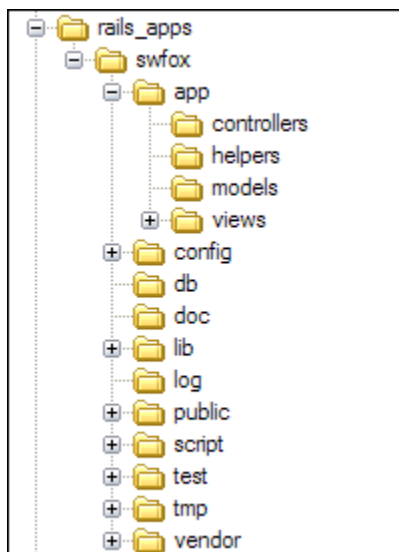 rails_apps
swfox
app
controllers
helpers
models
views
config
db
doc
lib
log
public
script
test
tmp
vendor